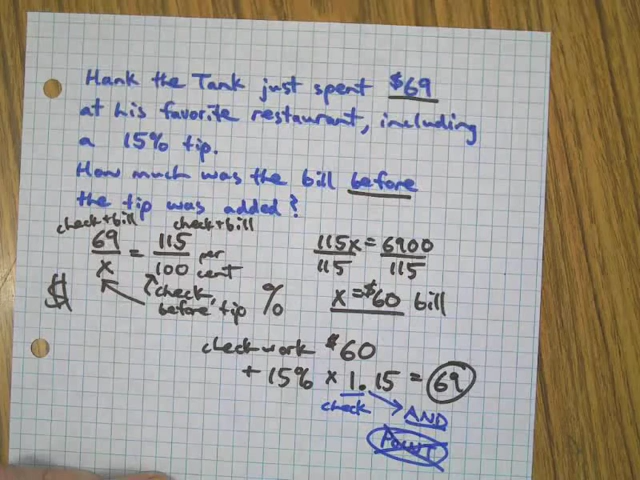 Hank the Tank just spent $69
at his favorite restaurant, including
a 15% tip.
How much was the bill before
the tip was added?
check+bill check+bill
69/x = 115/100 per cent
$ check before tip %
115x/115 = 6900/115
x = $60 bill
check work $60
+ 15% x 1.15 = 69
check AND
POINT